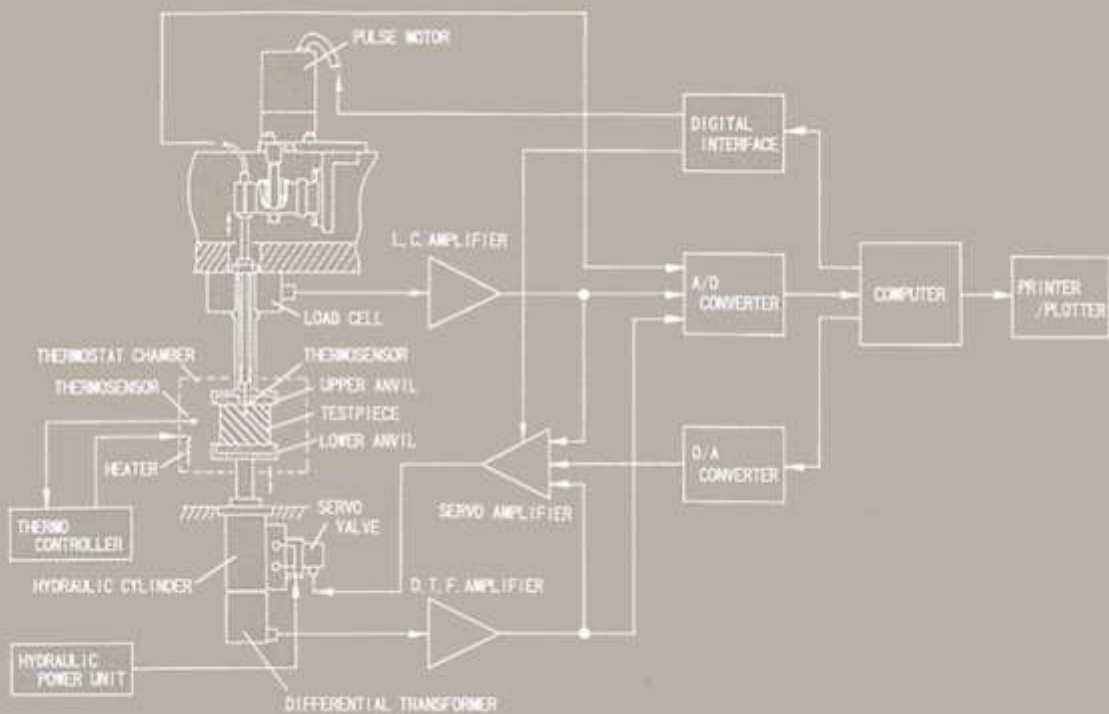 PULSE MOTOR
DIGITAL
INTERFACE
L.C. AMPLIFIER
A/D
CONVERTER
COMPUTER
PRINTER
/PLOTTER
LOAD CELL
THERMOSTAT CHAMBER
THERMOSENSOR
THERMOSENSOR
UPPER ANVIL
TESTPIECE
LOWER ANVIL
HEATER
D/A
CONVERTER
SERVO AMPLIFIER
SERVO
VALVE
THERMO
CONTROLLER
HYDRAULIC CYLINDER
D.T.F. AMPLIFIER
HYDRAULIC
POWER UNIT
DIFFERENTIAL TRANSFORMER